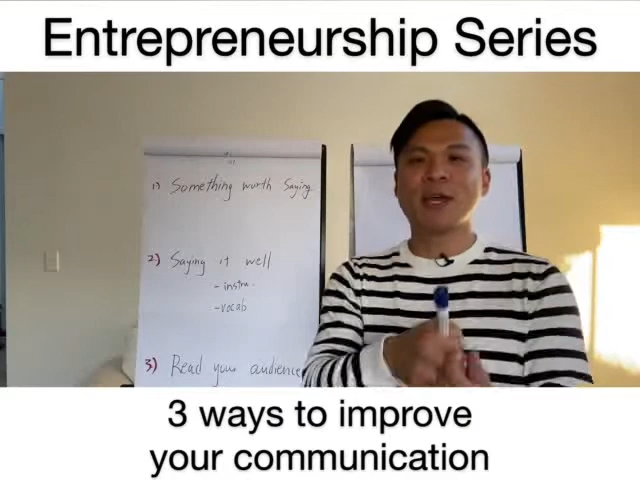 Entrepreneurship Series
1) Something worth Saying
2) Saying it well
- instru
- vocab
3) Read your audience
3 ways to improve
your communication